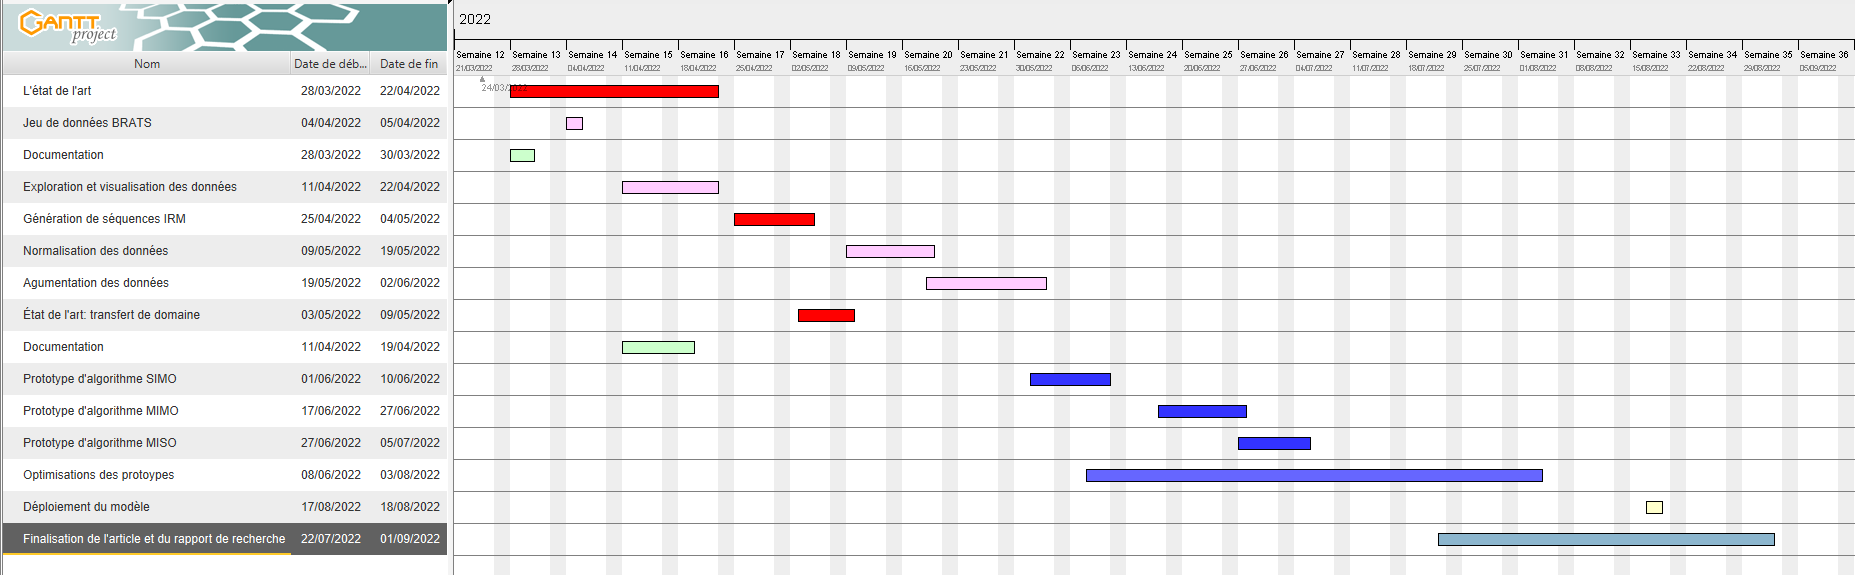 GANTT
project
2022
Semaine 12 Semaine 13 Semaine 14 Semaine 15 Semaine 16 Semaine 17 Semaine 18 Semaine 19 Semaine 20 Semaine 21 Semaine 22 Semaine 23 Semaine 24 Semaine 25 Semaine 26 Semaine 27 Semaine 28 Semaine 29 Semaine 30 Semaine 31 Semaine 32 Semaine 33 Semaine 34 Semaine 35 Semaine 36
Nom Date de déb... Date de fin
21/03/2022 28/03/2022 04/04/2022 11/04/2022 18/04/2022 25/04/2022 02/05/2022 09/05/2022 16/05/2022 23/05/2022 30/05/2022 06/06/2022 13/06/2022 20/06/2022 27/06/2022 04/07/2022 11/07/2022 18/07/2022 25/07/2022 01/08/2022 08/08/2022 15/08/2022 22/08/2022 29/08/2022 05/09/2022
24/03/2022
L'état de l'art 28/03/2022 22/04/2022
Jeu de données BRATS 04/04/2022 05/04/2022
Documentation 28/03/2022 30/03/2022
Exploration et visualisation des données 11/04/2022 22/04/2022
Génération de séquences IRM 25/04/2022 04/05/2022
Normalisation des données 09/05/2022 19/05/2022
Agumentation des données 19/05/2022 02/06/2022
État de l'art: transfert de domaine 03/05/2022 09/05/2022
Documentation 11/04/2022 19/04/2022
Prototype d'algorithme SIMO 01/06/2022 10/06/2022
Prototype d'algorithme MIMO 17/06/2022 27/06/2022
Prototype d'algorithme MISO 27/06/2022 05/07/2022
Optimisations des protoypes 08/06/2022 03/08/2022
Déploiement du modèle 17/08/2022 18/08/2022
Finalisation de l'article et du rapport de recherche 22/07/2022 01/09/2022